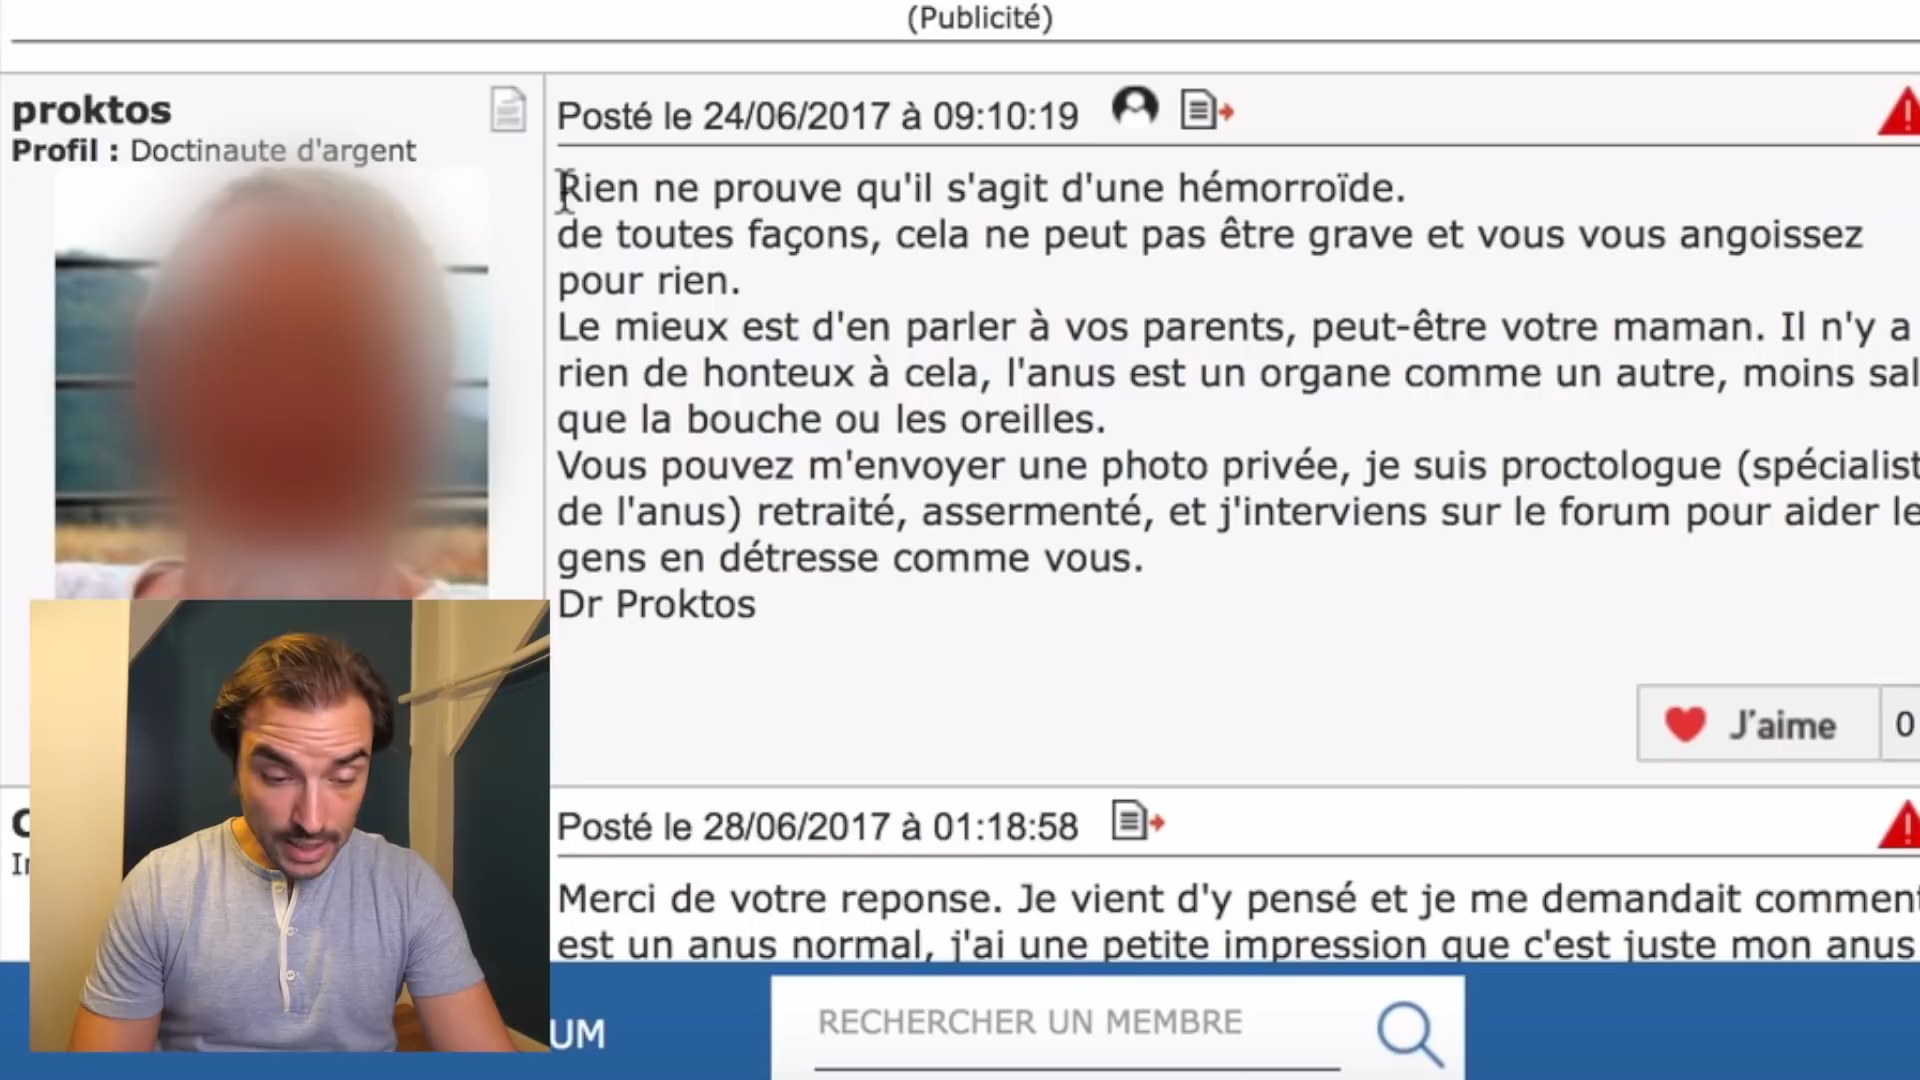 (Publicité)
proktos
Profil : Doctinaute d'argent
Posté le 24/06/2017 à 09:10:19
Rien ne prouve qu'il s'agit d'une hémorroïde.
de toutes façons, cela ne peut pas être grave et vous vous angoissez
pour rien.
Le mieux est d'en parler à vos parents, peut-être votre maman. Il n'y a
rien de honteux à cela, l'anus est un organe comme un autre, moins sal
que la bouche ou les oreilles.
Vous pouvez m'envoyer une photo privée, je suis proctologue (spécialist
de l'anus) retraité, assermenté, et j'interviens sur le forum pour aider le
gens en détresse comme vous.
Dr Proktos
J'aime
0
Posté le 28/06/2017 à 01:18:58
Merci de votre reponse. Je vient d'y pensé et je me demandait comment
est un anus normal, j'ai une petite impression que c'est juste mon anus
UM
RECHERCHER UN MEMBRE